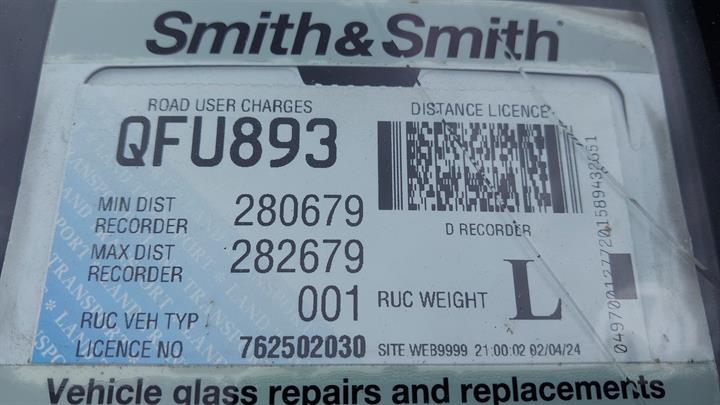 Smith&Smith®
ROAD USER CHARGES
DISTANCE LICENCE
QFU893
MIN DIST RECORDER 280679
D RECORDER
MAX DIST RECORDER 282679
RUC VEH TYP 001
RUC WEIGHT L
LICENCE NO 762502030
SITE WEB9999 21:00:02 02/04/24
Vehicle glass repairs and replacements